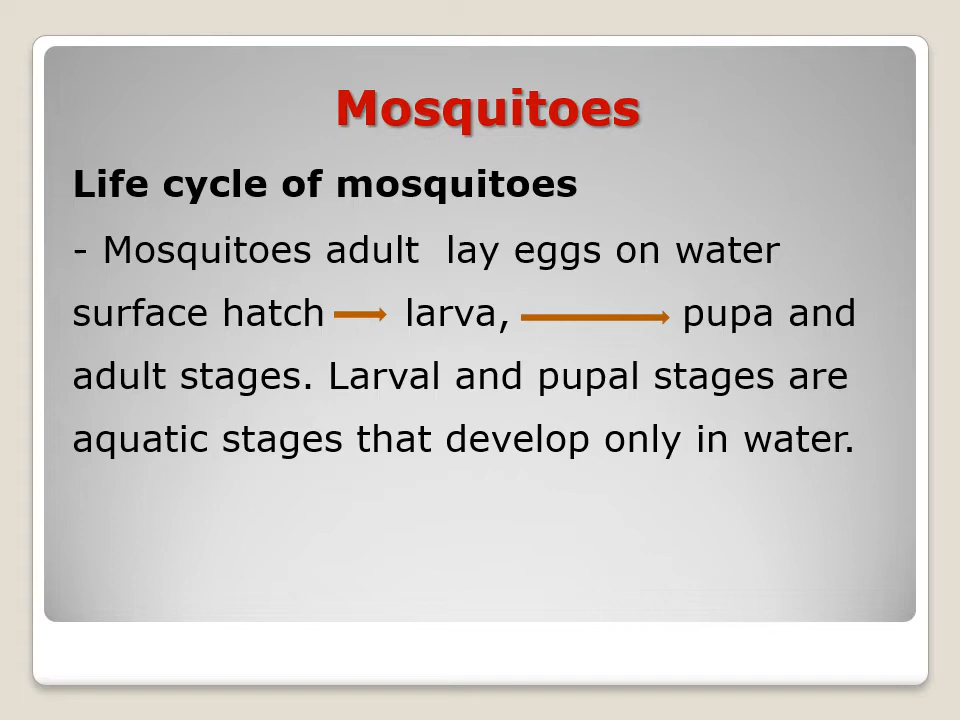 Mosquitoes
Life cycle of mosquitoes
- Mosquitoes adult  lay eggs on water
surface hatch larva, pupa and
adult stages. Larval and pupal stages are
aquatic stages that develop only in water.